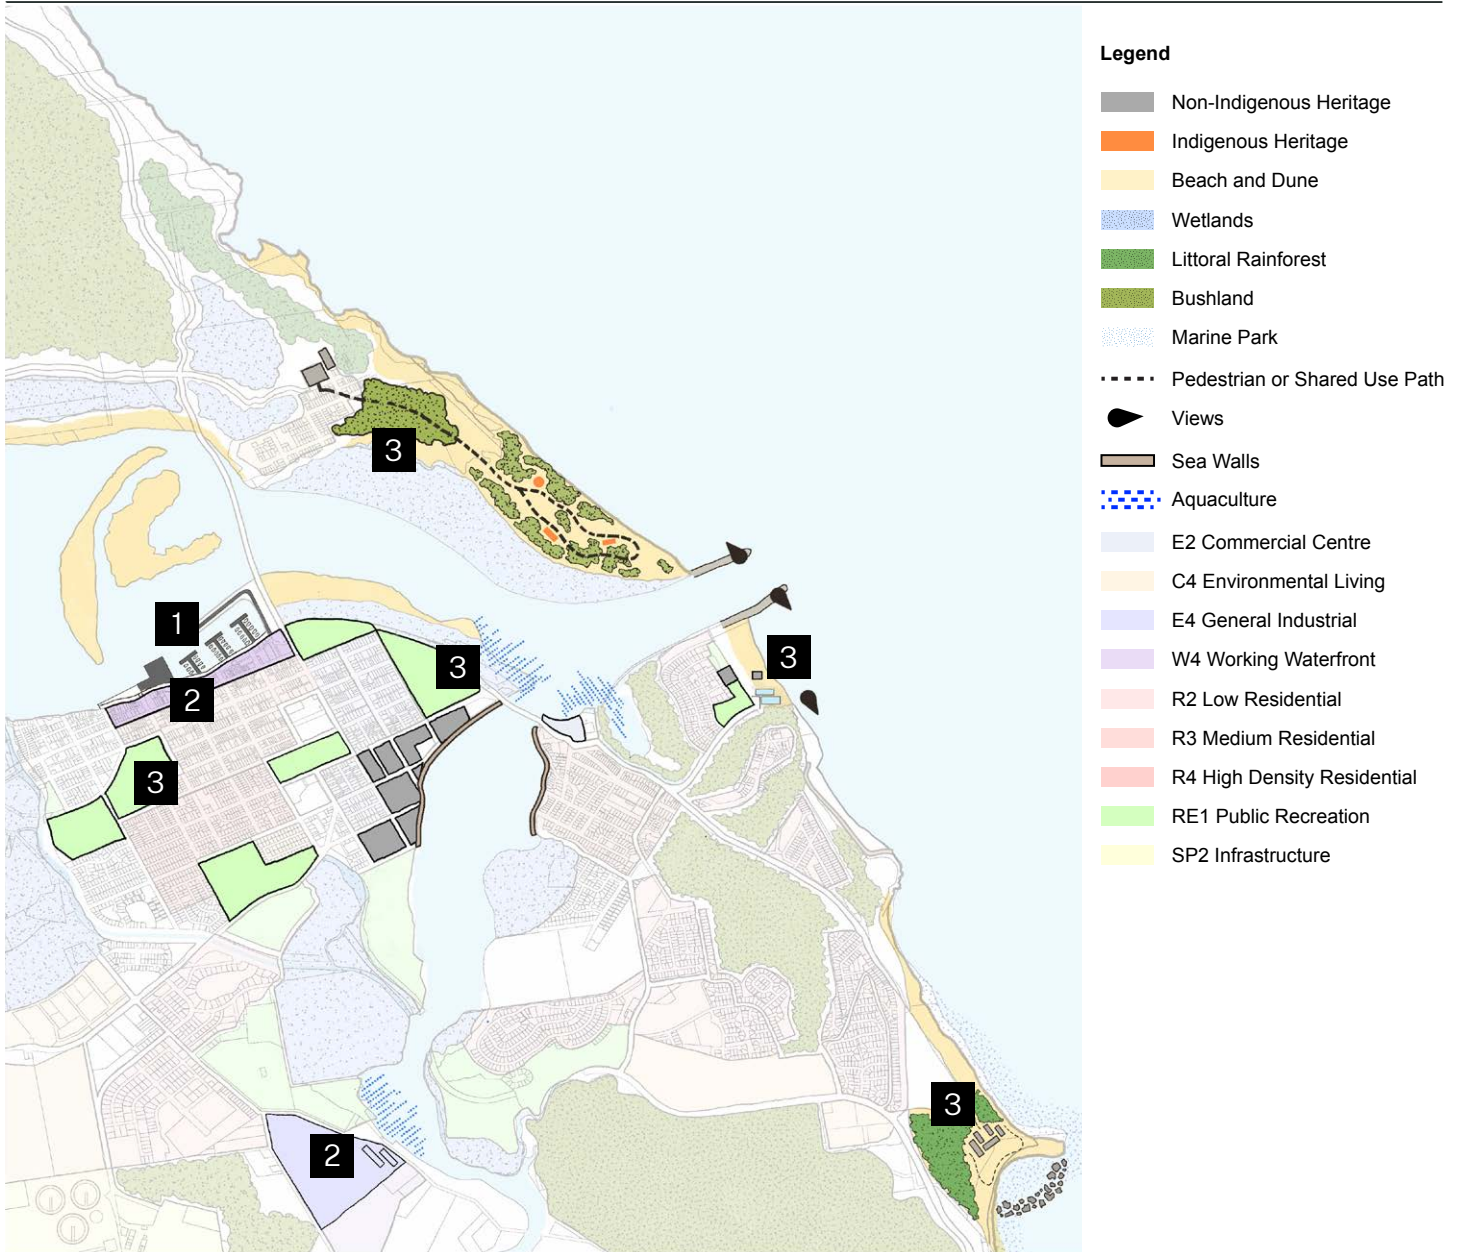 Legend
Non-Indigenous Heritage
Indigenous Heritage
Beach and Dune
Wetlands
Littoral Rainforest
Bushland
Marine Park
Pedestrian or Shared Use Path
Views
Sea Walls
Aquaculture
E2 Commercial Centre
C4 Environmental Living
E4 General Industrial
W4 Working Waterfront
R2 Low Residential
R3 Medium Residential
R4 High Density Residential
RE1 Public Recreation
SP2 Infrastructure
3
1
3
3
2
3
3
2